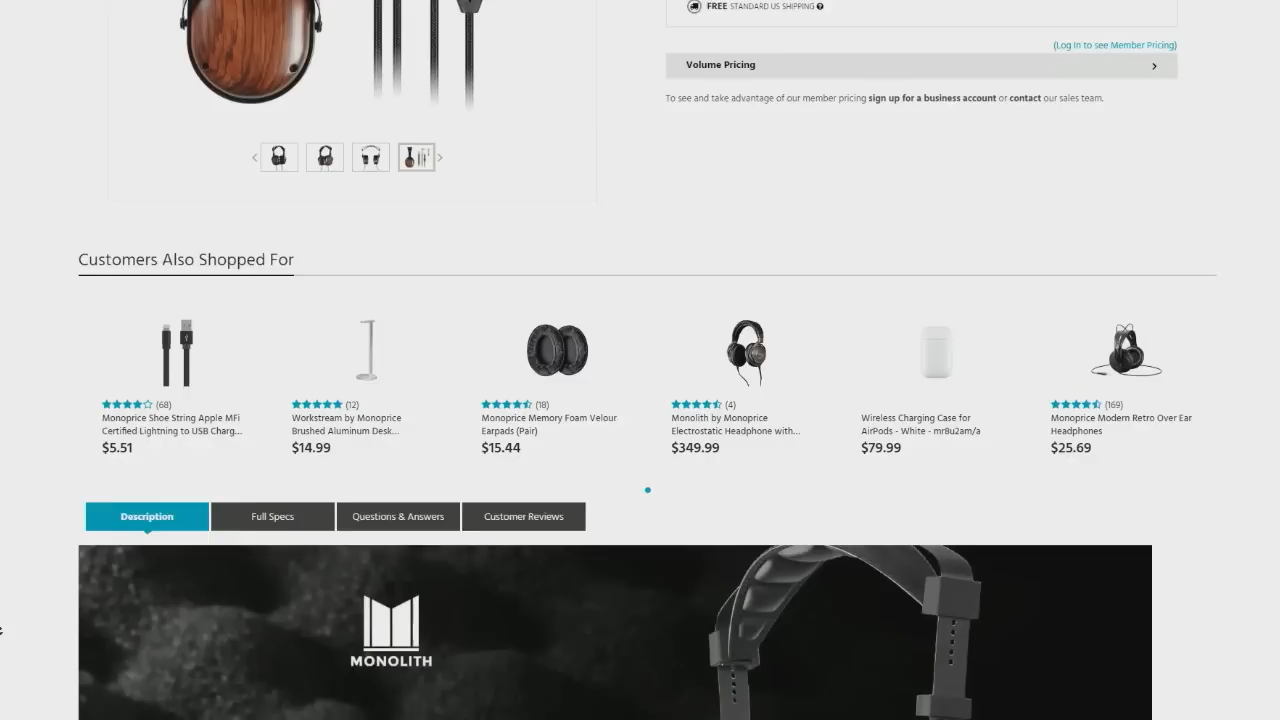 FREE STANDARD US SHIPPING
(Log In to see Member Pricing)
Volume Pricing
To see and take advantage of our member pricing sign up for a business account or contact our sales team.
Customers Also Shopped For
(68)
Monoprice Shoe String Apple MFi
Certified Lightning to USB Charg...
$5.51
(12)
Workstream by Monoprice
Brushed Aluminum Desk...
$14.99
(18)
Monoprice Memory Foam Velour
Earpads (Pair)
$15.44
(4)
Monolith by Monoprice
Electrostatic Headphone with...
$349.99
Wireless Charging Case for
AirPods - White - mr8u2am/a
$79.99
(169)
Monoprice Modern Retro Over Ear
Headphones
$25.69
Description
Full Specs
Questions & Answers
Customer Reviews
MONOLITH